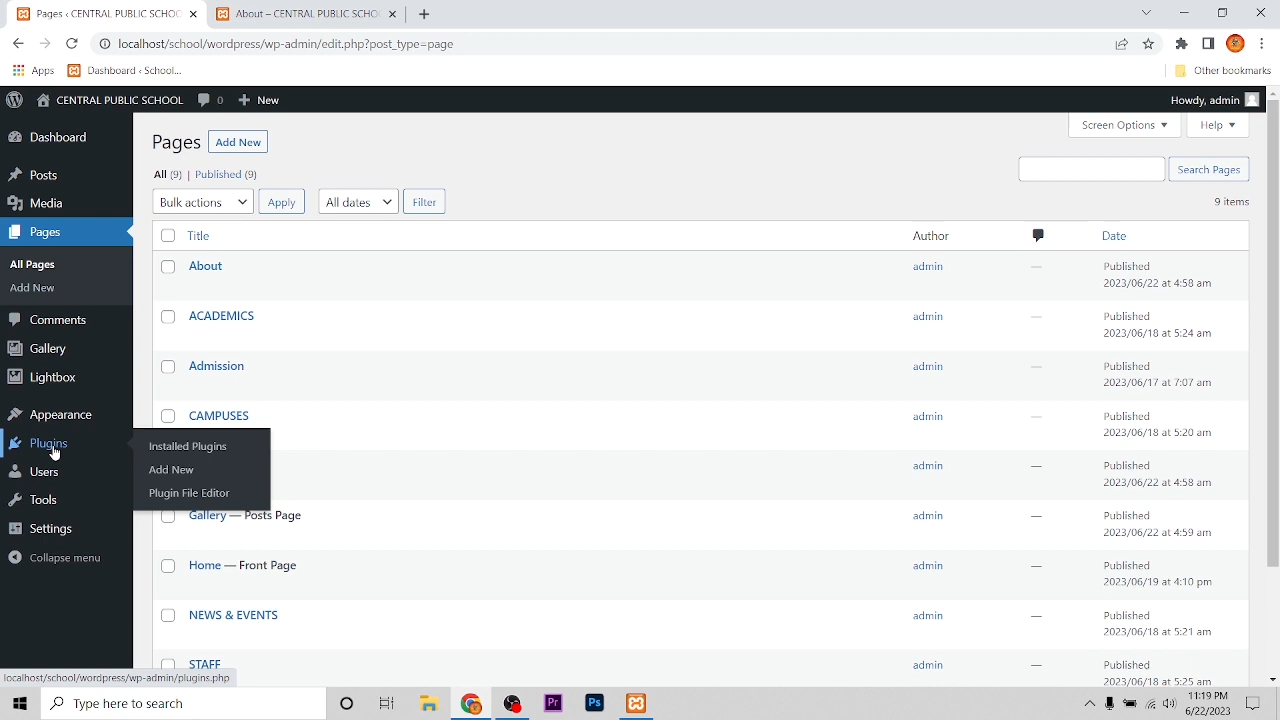 Pages ‹ CENTRAL PUBLIC SCHOO
About – CENTRAL PUBLIC SCHOO
localhost/school/wordpress/wp-admin/edit.php?post_type=page
Apps
Dashboard ‹ School...
Other bookmarks
CENTRAL PUBLIC SCHOOL
0
New
Howdy, admin
Dashboard
Posts
Media
Pages
All Pages
Add New
Comments
Gallery
Lightbox
Appearance
Plugins
Users
Tools
Settings
Collapse menu
Installed Plugins
Add New
Plugin File Editor
Pages
Add New
Screen Options
Help
All (9) | Published (9)
Search Pages
Bulk actions
Apply
All dates
Filter
9 items
Title
Author
Date
About
admin
—
Published
2023/06/22 at 4:58 am
ACADEMICS
admin
—
Published
2023/06/18 at 5:24 am
Admission
admin
—
Published
2023/06/17 at 7:07 am
CAMPUSES
admin
—
Published
2023/06/18 at 5:20 am
admin
—
Published
2023/06/22 at 4:58 am
Gallery — Posts Page
admin
—
Published
2023/06/22 at 4:59 am
Home — Front Page
admin
—
Published
2023/06/19 at 4:10 pm
NEWS & EVENTS
admin
—
Published
2023/06/18 at 5:21 am
STAFF
admin
—
Published
2023/06/18 at 5:25 am
localhost/school/wordpress/wp-admin/plugins.php
Type here to search
Pr
Ps
11:19 PM
6/22/2023